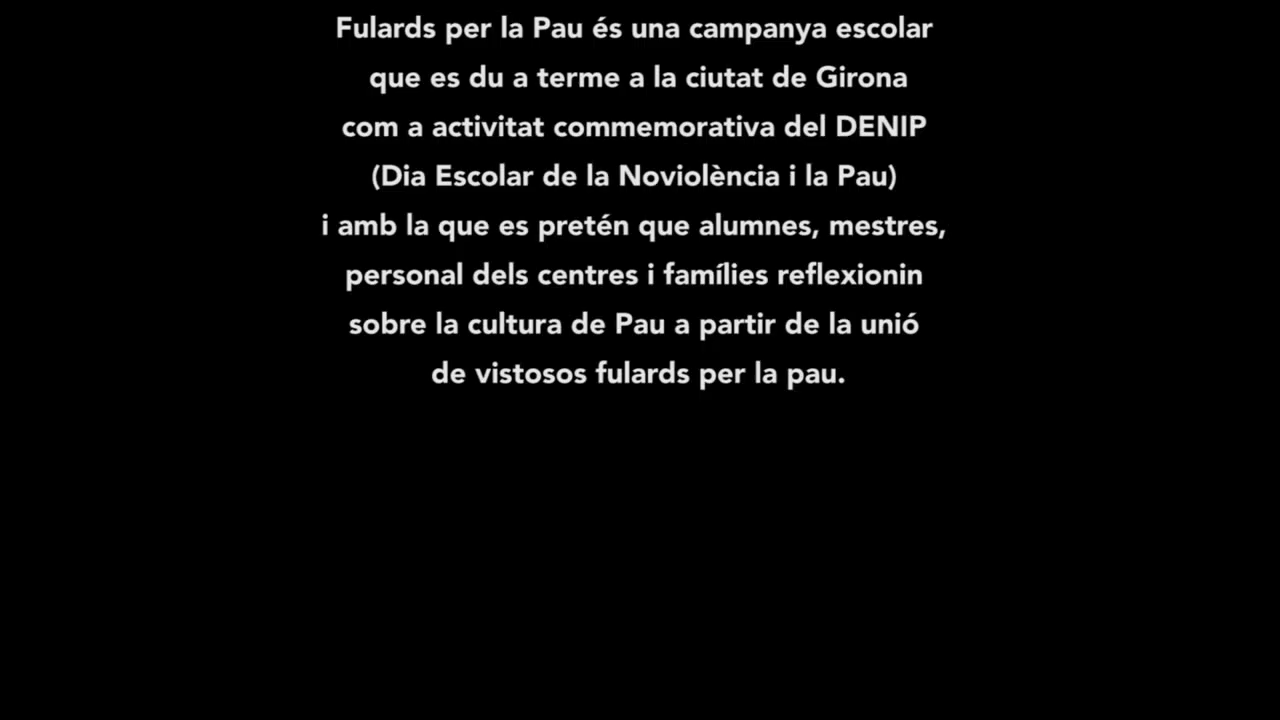 Fulards per la Pau és una campanya escolar
que es du a terme a la ciutat de Girona
com a activitat commemorativa del DENIP
(Dia Escolar de la Noviolència i la Pau)
i amb la que es pretén que alumnes, mestres,
personal dels centres i famílies reflexionin
sobre la cultura de Pau a partir de la unió
de vistosos fulards per la pau.